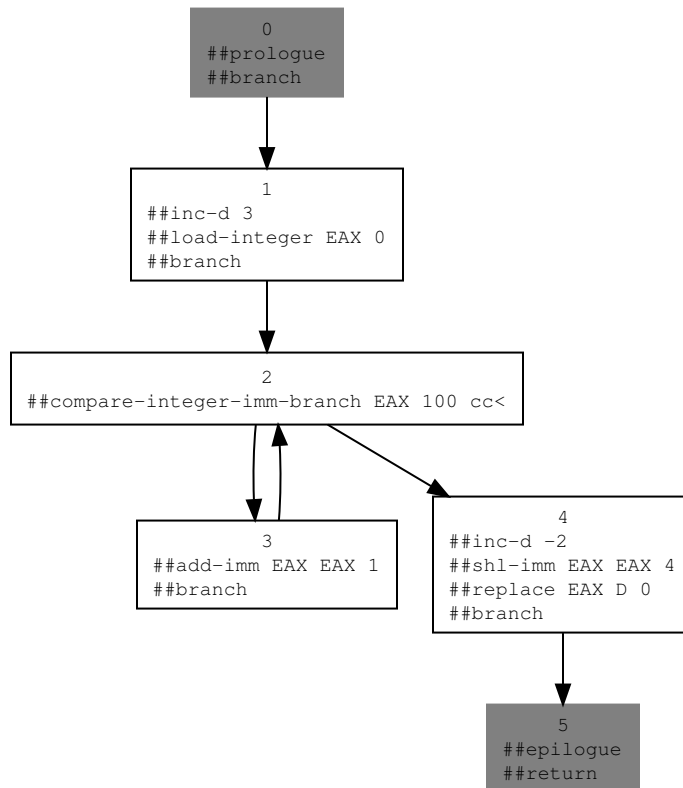 0
##prologue
##branch
1
##inc-d 3
##load-integer EAX 0
##branch
2
##compare-integer-imm-branch EAX 100 cc<
3
##add-imm EAX EAX 1
##branch
4
##inc-d -2
##shl-imm EAX EAX 4
##replace EAX D 0
##branch
5
##epilogue
##return